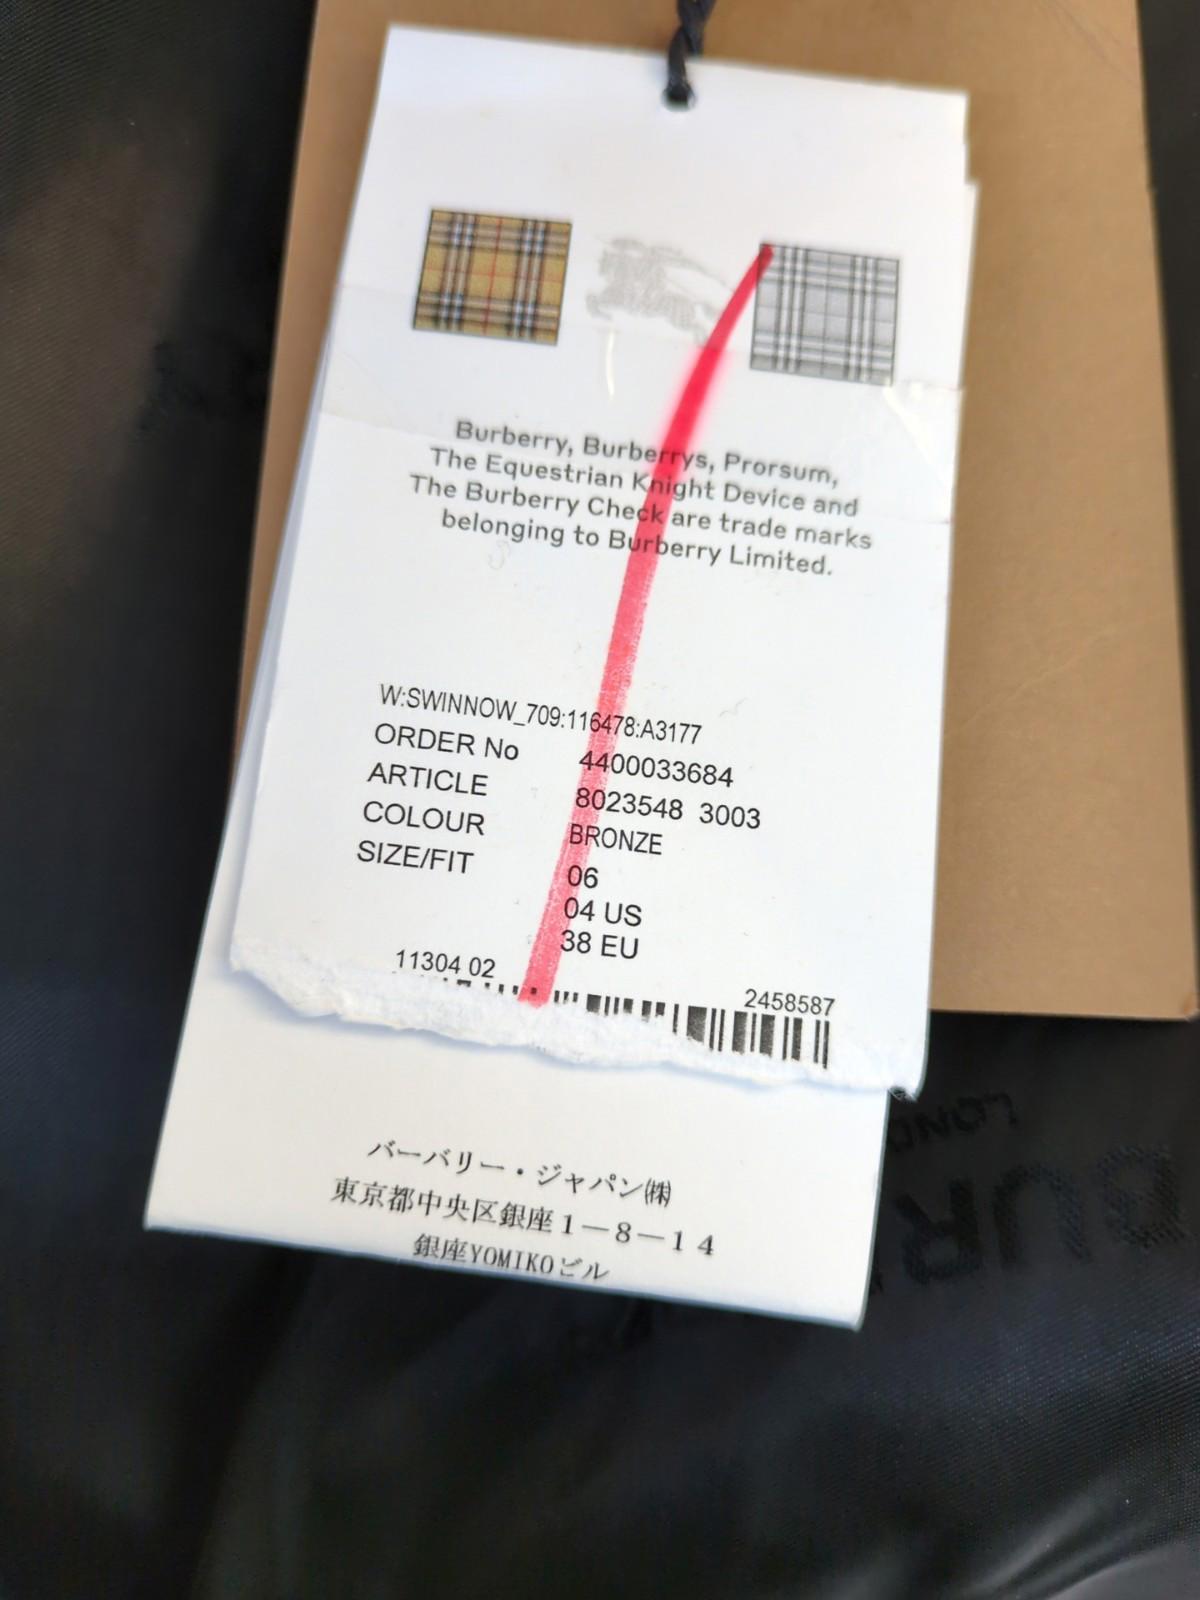 Burberry, Burberrys, Prorsum,
The Equestrian Knight Device and
The Burberry Check are trade marks
belonging to Burberry Limited.
W:SWINNOW_709:116478:A3177
ORDER No 4400033684
ARTICLE 8023548 3003
COLOUR BRONZE
SIZE/FIT 06
04 US
38 EU
11304 02 2458587
バーバリー・ジャパン㈱
東京都中央区銀座1－8－14
銀座YOMIKOビル